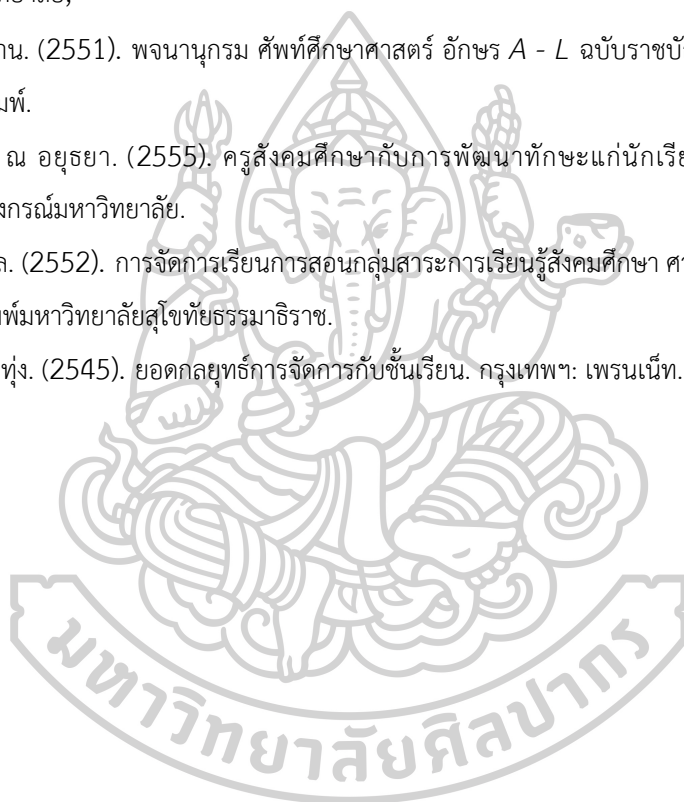 าน. (2551). พจนานุกรม ศัพท์ศึกษาศาสตร์ อักษร A - L ฉบับราชบั
มพ์.
ณ อยุธยา. (2555). ครูสังคมศึกษากับการพัฒนาทักษะแก่นักเรีย
งกรณ์มหาวิทยาลัย.
ล. (2552). การจัดการเรียนการสอนกลุ่มสาระการเรียนรู้สังคมศึกษา ศา
มพ์มหาวิทยาลัยสุโขทัยธรรมาธิราช.
ทุ่ง. (2545). ยอดกลยุทธ์การจัดการกับชั้นเรียน. กรุงเทพฯ: เพรนเน็ท.
มหาวิทยาลัยศิลปากร